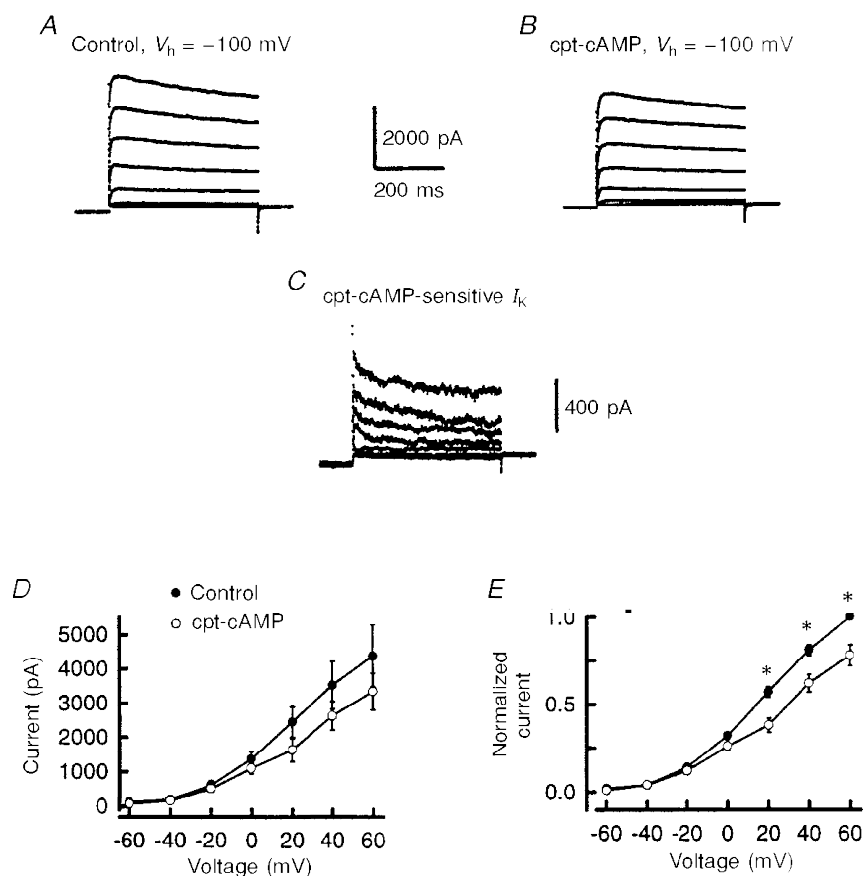 A
Control, Vh = −100 mV
B
cpt-cAMP, Vh = −100 mV
2000 pA
200 ms
C
cpt-cAMP-sensitive IK
400 pA
D
Control
cpt-cAMP
5000
4000
3000
2000
1000
0
Current (pA)
-60 -40 -20 0 20 40 60
Voltage (mV)
E
1.0
0.5
0.0
Normalized
current
* * *
-60 -40 -20 0 20 40 60
Voltage (mV)